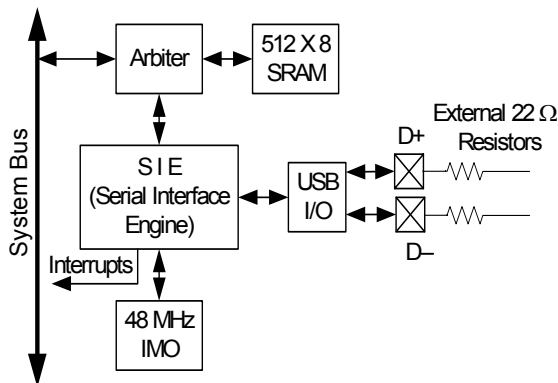 System Bus
Arbiter
512 X 8
SRAM
S I E
(Serial Interface
Engine)
Interrupts
48 MHz
IMO
USB
I/O
D+
D–
External 22 Ω
Resistors